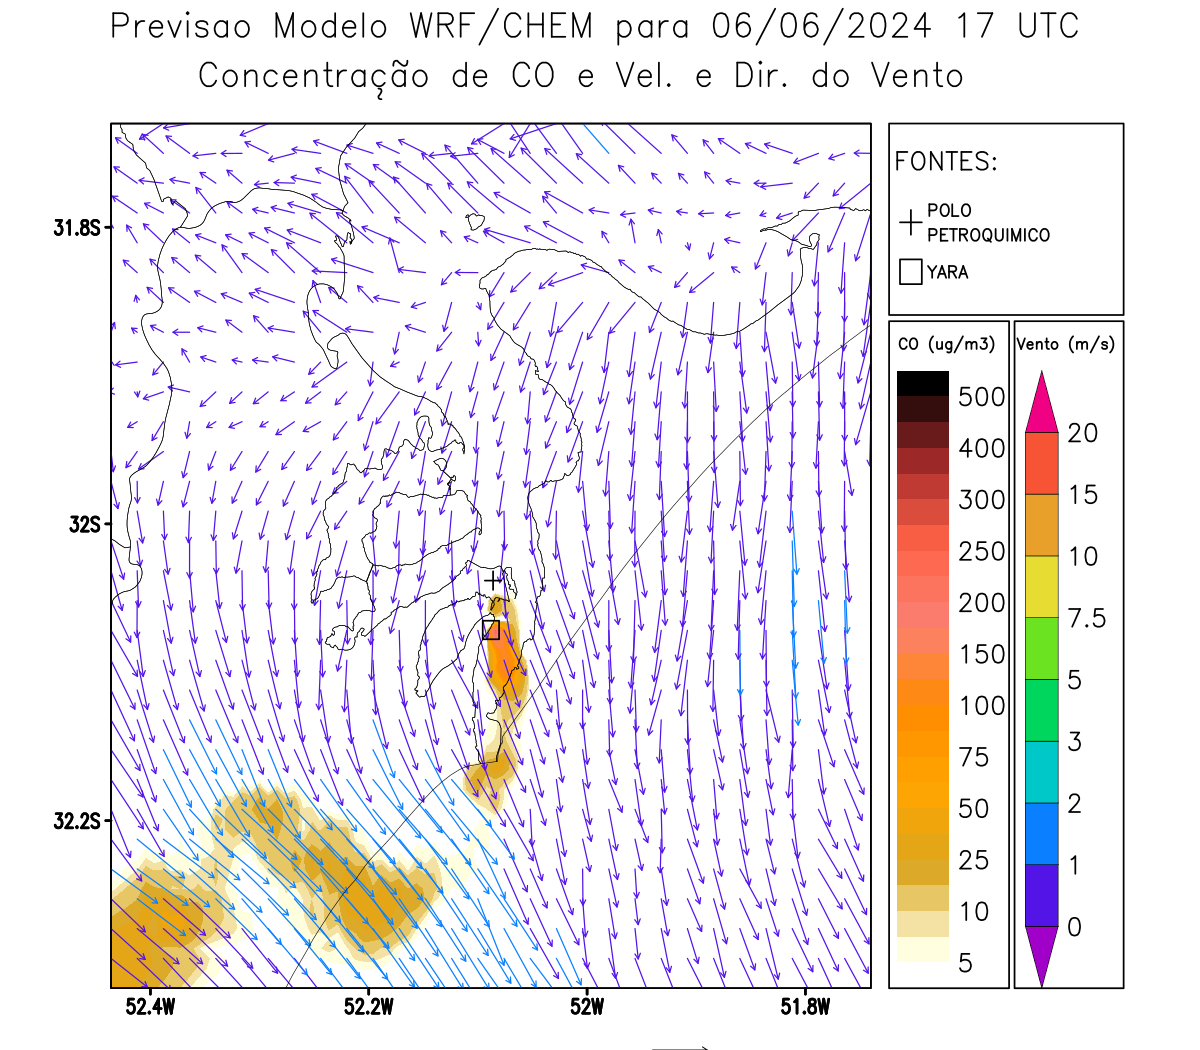 Previsao Modelo WRF/CHEM para 06/06/2024 17 UTC
Concentração de CO e Vel. e Dir. do Vento
FONTES:
POLO
PETROQUIMICO
YARA
CO (ug/m3)
500
400
300
250
200
150
100
75
50
25
10
5
Vento (m/s)
20
15
10
7.5
5
3
2
1
0
31.8S
32S
32.2S
52.4W
52.2W
52W
51.8W